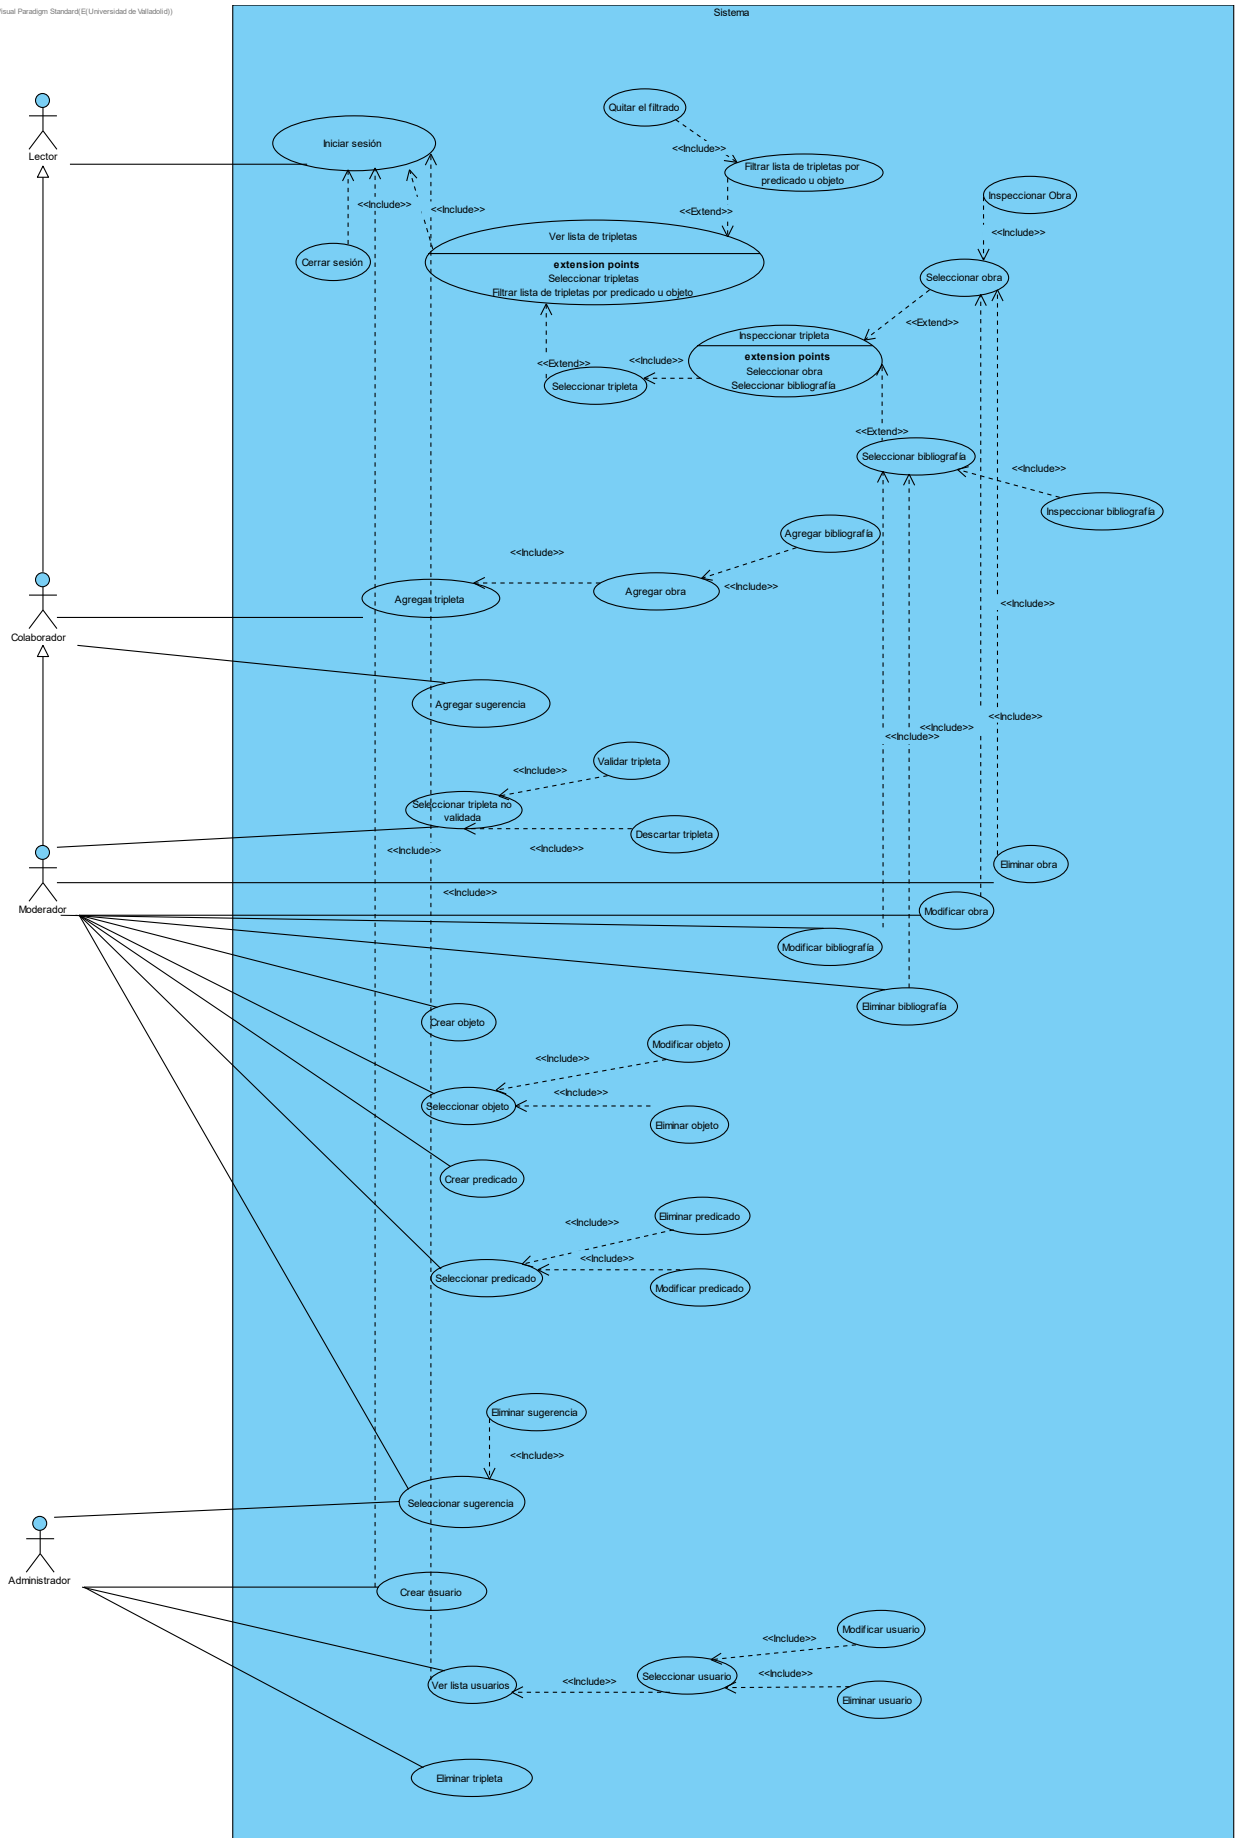 Visual Paradigm Standard(E(Universidad de Valladolid))
Sistema
Quitar el filtrado
Iniciar sesión
Lector
<<Include>>
Filtrar lista de tripletas por
predicado u objeto
Inspeccionar Obra
<<Include>>
<<Include>>
<<Extend>>
<<Include>>
Ver lista de tripletas
Cerrar sesión
extension points
Seleccionar tripletas
Filtrar lista de tripletas por predicado u objeto
Seleccionar obra
<<Extend>>
Inspeccionar tripleta
extension points
Seleccionar obra
Seleccionar bibliografía
<<Extend>>
<<Include>>
Seleccionar tripleta
<<Extend>>
Seleccionar bibliografía
<<Include>>
Inspeccionar bibliografía
Agregar bibliografía
<<Include>>
<<Include>>
Agregar tripleta
Agregar obra
<<Include>>
Colaborador
Agregar sugerencia
<<Include>>
<<Include>>
<<Include>>
Validar tripleta
<<Include>>
Seleccionar tripleta no
validada
Descartar tripleta
<<Include>>
<<Include>>
Eliminar obra
<<Include>>
Moderador
Modificar obra
Modificar bibliografía
Eliminar bibliografía
Crear objeto
Modificar objeto
<<Include>>
<<Include>>
Seleccionar objeto
Eliminar objeto
Crear predicado
Eliminar predicado
<<Include>>
<<Include>>
Seleccionar predicado
Modificar predicado
Eliminar sugerencia
<<Include>>
Seleccionar sugerencia
Administrador
Crear usuario
Modificar usuario
<<Include>>
Seleccionar usuario
<<Include>>
<<Include>>
Ver lista usuarios
Eliminar usuario
Eliminar tripleta